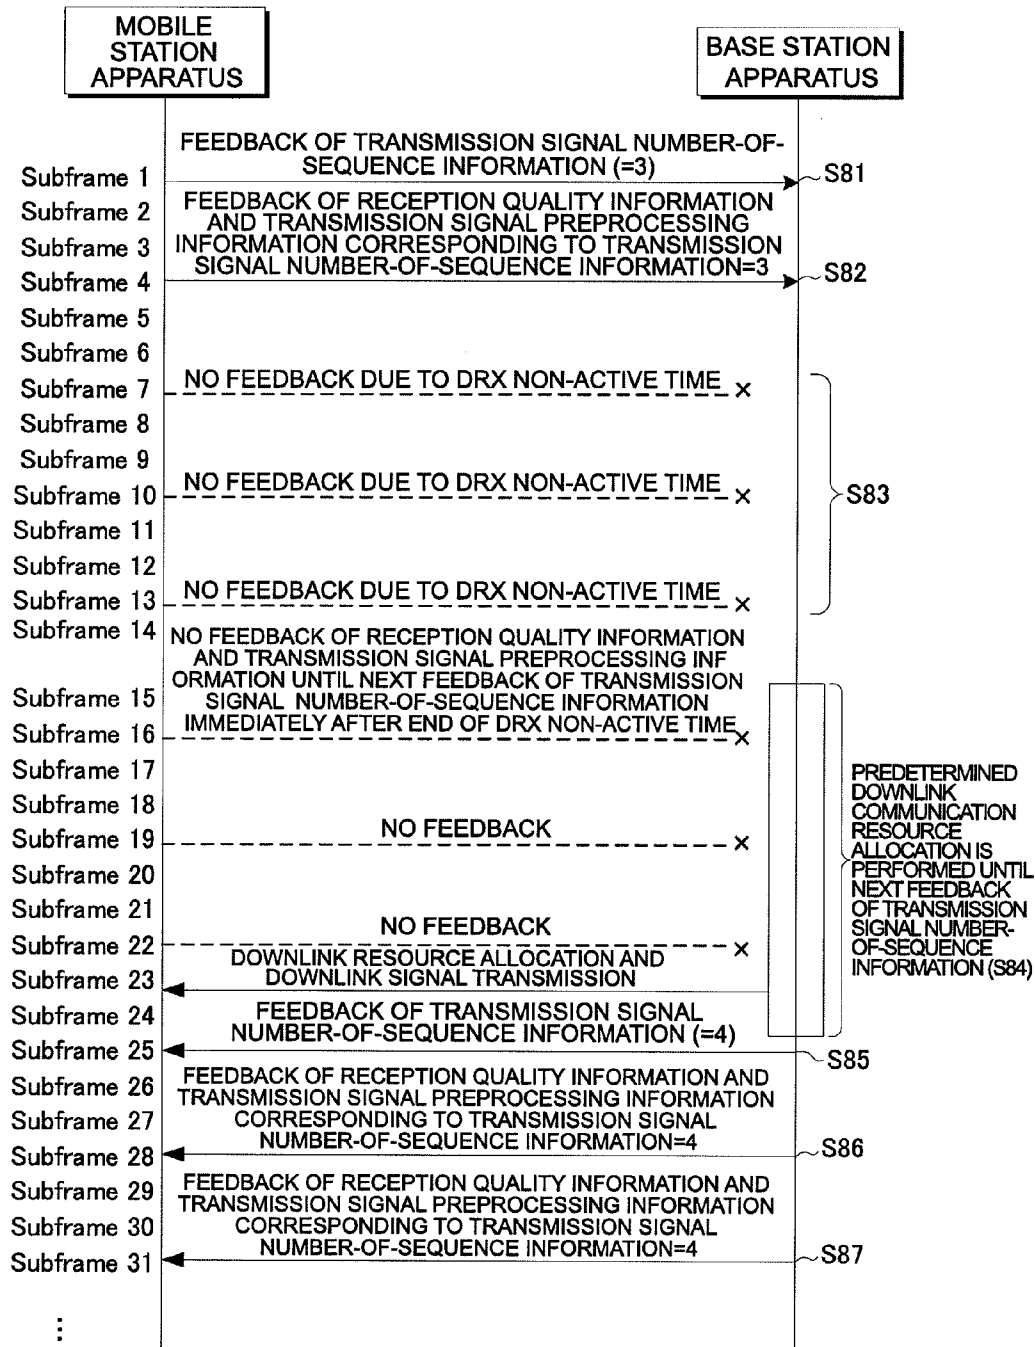 MOBILE
STATION
APPARATUS
BASE STATION
APPARATUS
FEEDBACK OF TRANSMISSION SIGNAL NUMBER-OF-
SEQUENCE INFORMATION (=3)
Subframe 1
S81
Subframe 2
FEEDBACK OF RECEPTION QUALITY INFORMATION
AND TRANSMISSION SIGNAL PREPROCESSING
Subframe 3
INFORMATION CORRESPONDING TO TRANSMISSION
SIGNAL NUMBER-OF-SEQUENCE INFORMATION=3
Subframe 4
S82
Subframe 5
Subframe 6
NO FEEDBACK DUE TO DRX NON-ACTIVE TIME
Subframe 7
Subframe 8
Subframe 9
NO FEEDBACK DUE TO DRX NON-ACTIVE TIME
Subframe 10
S83
Subframe 11
Subframe 12
NO FEEDBACK DUE TO DRX NON-ACTIVE TIME
Subframe 13
Subframe 14
NO FEEDBACK OF RECEPTION QUALITY INFORMATION
AND TRANSMISSION SIGNAL PREPROCESSING INF
ORMATION UNTIL NEXT FEEDBACK OF TRANSMISSION
SIGNAL NUMBER-OF-SEQUENCE INFORMATION
IMMEDIATELY AFTER END OF DRX NON-ACTIVE TIME
Subframe 15
Subframe 16
Subframe 17
Subframe 18
NO FEEDBACK
Subframe 19
Subframe 20
Subframe 21
NO FEEDBACK
Subframe 22
PREDETERMINED
DOWNLINK
COMMUNICATION
RESOURCE
ALLOCATION IS
PERFORMED UNTIL
NEXT FEEDBACK
OF TRANSMISSION
SIGNAL NUMBER-
OF-SEQUENCE
INFORMATION (S84)
DOWNLINK RESOURCE ALLOCATION AND
DOWNLINK SIGNAL TRANSMISSION
Subframe 23
Subframe 24
FEEDBACK OF TRANSMISSION SIGNAL
NUMBER-OF-SEQUENCE INFORMATION (=4)
Subframe 25
S85
Subframe 26
FEEDBACK OF RECEPTION QUALITY INFORMATION AND
TRANSMISSION SIGNAL PREPROCESSING INFORMATION
Subframe 27
CORRESPONDING TO TRANSMISSION SIGNAL
NUMBER-OF-SEQUENCE INFORMATION=4
Subframe 28
S86
Subframe 29
FEEDBACK OF RECEPTION QUALITY INFORMATION AND
TRANSMISSION SIGNAL PREPROCESSING INFORMATION
Subframe 30
CORRESPONDING TO TRANSMISSION SIGNAL
NUMBER-OF-SEQUENCE INFORMATION=4
Subframe 31
S87
⋮